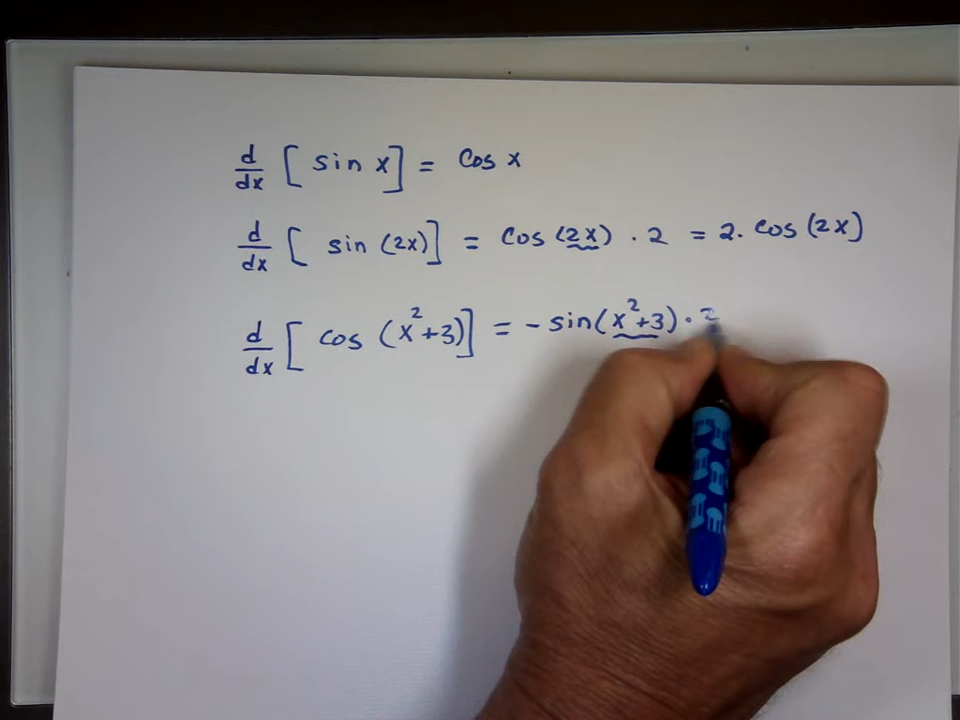 d/dx [ sin x ] = cos x
d/dx [ sin (2x) ] = cos (2x) · 2 = 2 · cos (2x]
d/dx [ cos (x²+3) ] = - sin(x²+3) · 2